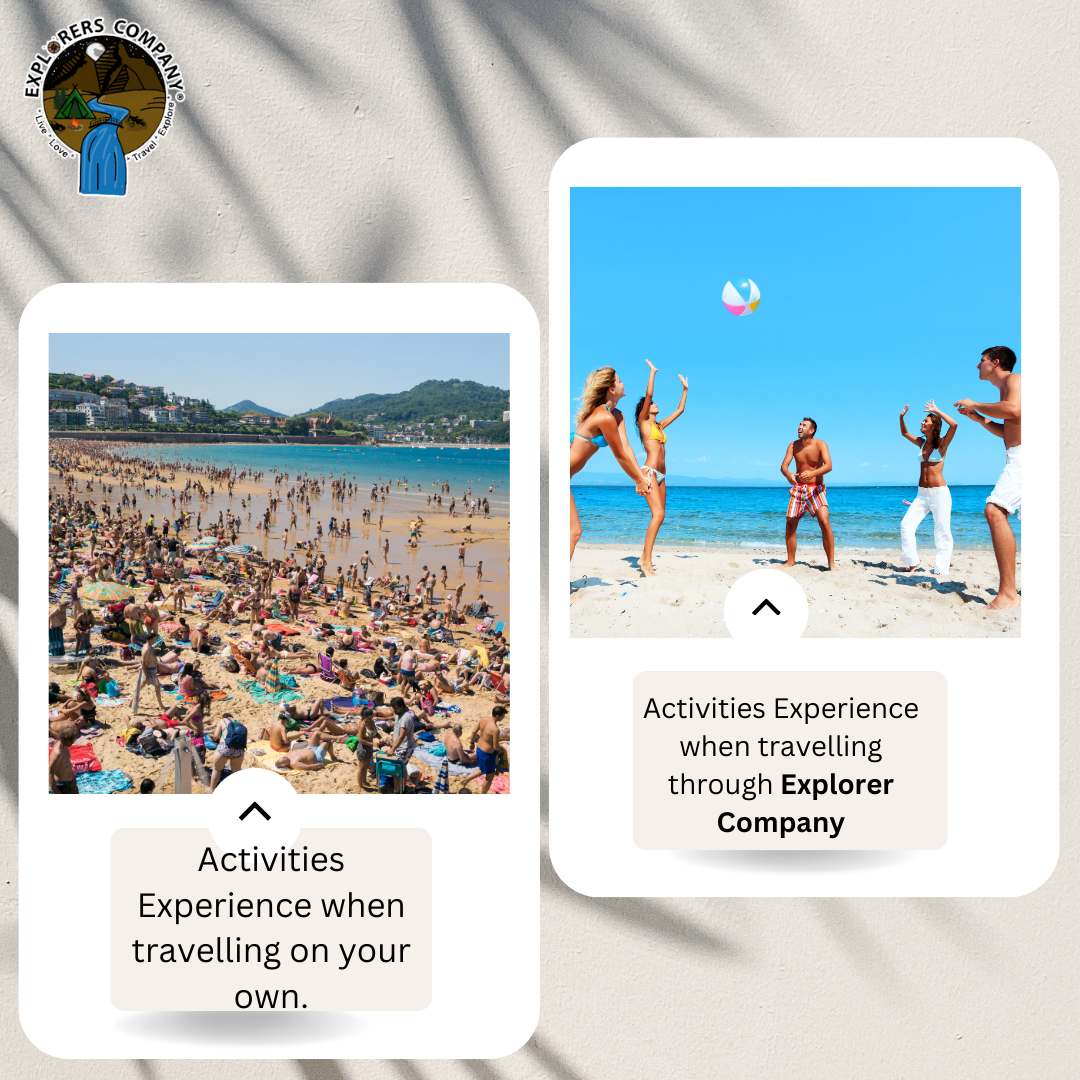 EXPLORERS COMPANY®
• Live • Love • Travel • Explore •
Activities Experience
when travelling
through Explorer
Company
Activities
Experience when
travelling on your
own.